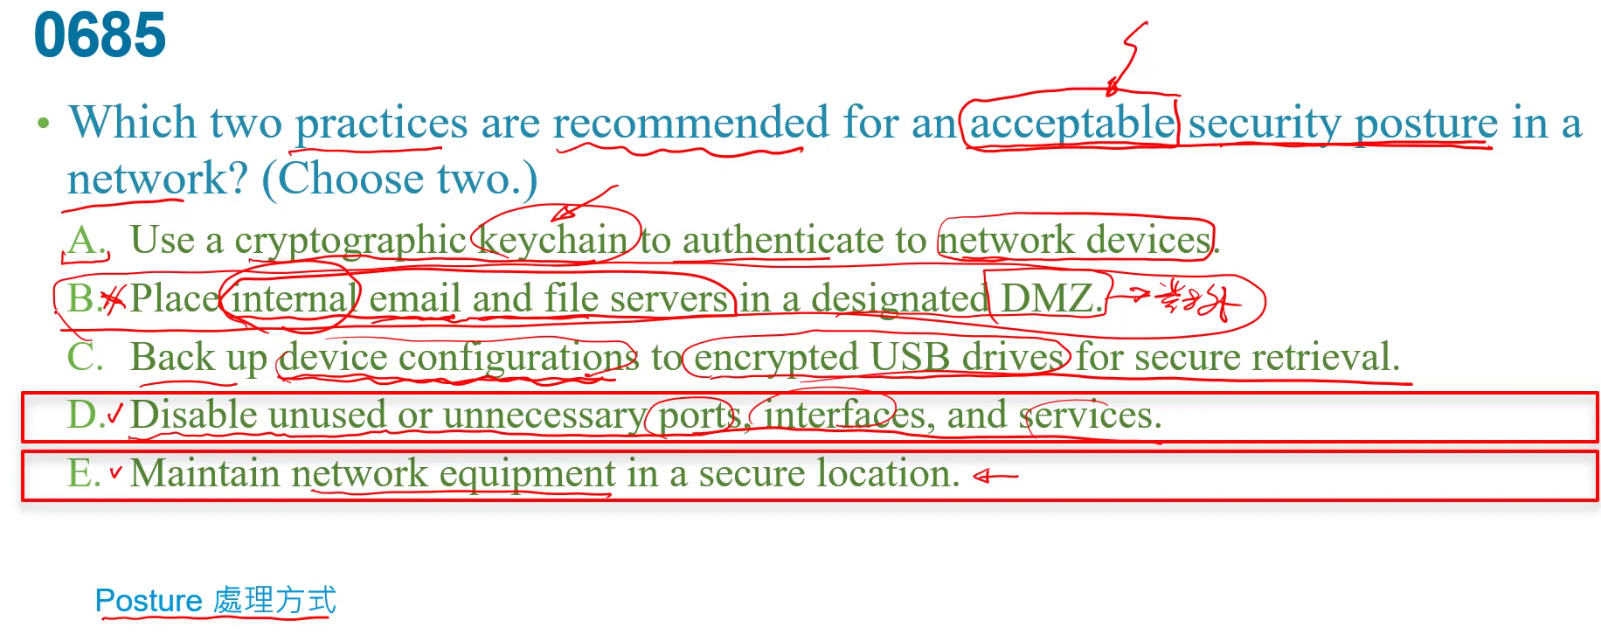 0685
• Which two practices are recommended for an acceptable security posture in a
network? (Choose two.)
A. Use a cryptographic keychain to authenticate to network devices.
B. Place internal email and file servers in a designated DMZ.
C. Back up device configurations to encrypted USB drives for secure retrieval.
D. Disable unused or unnecessary ports, interfaces, and services.
E. Maintain network equipment in a secure location.
Posture 處理方式